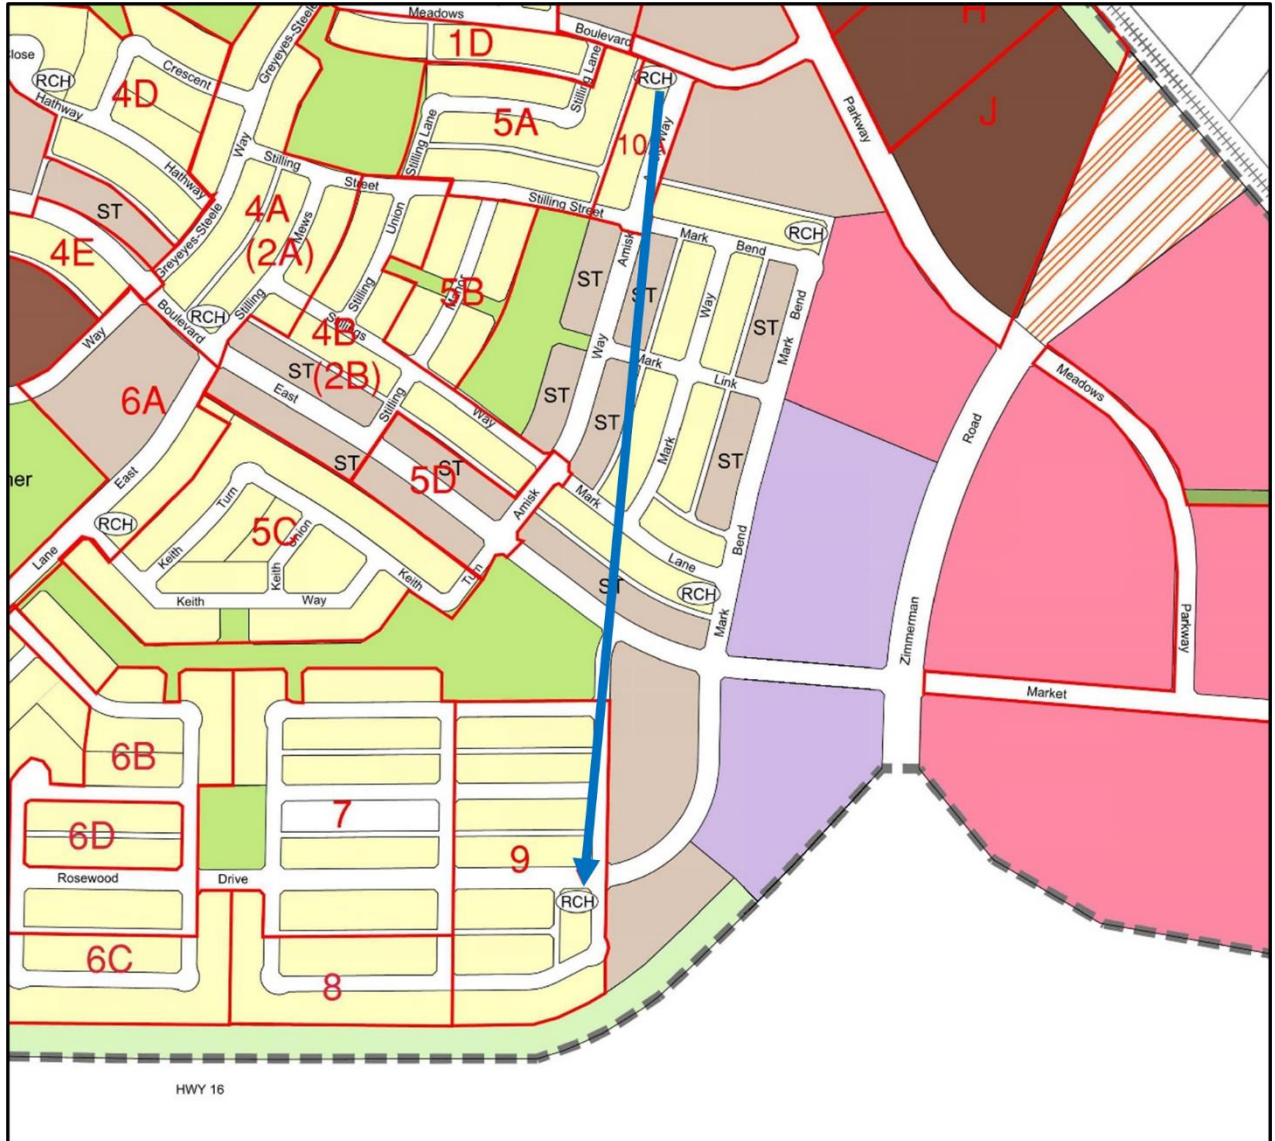 Meadows
H
1D
Boulevard
Greyeyes-Steele
Close
RCH
Crescent
RCH
4D
Stilling Lane
J
Hathway
5A
Parkway
Stilling Lane
10A
Way
Way
Stilling
Hathway
Street
Stilling Street
ST
4A
Union
Mews
(2A)
Mark
Bend
RCH
Amisk
4E
Greyeyes-Steele
ST
5B
Manor
ST
Stilling
Stilling
Way
Bend
RCH
Boulevard
Stillings
4B
ST
Way
Mark
Mark
Link
Meadows
ST
(2B)
East
6A
Stilling
ST
Way
ST
Road
Mark
ST
ST
ST
5D
East
Turn
Mark
Amisk
RCH
5C
Union
Bend
Keith
Lane
Keith
Keith
Turn
Lane
ST
RCH
Keith
Way
Mark
Zimmerman
Parkway
Market
6B
7
6D
9
Rosewood
Drive
RCH
6C
8
HWY 16